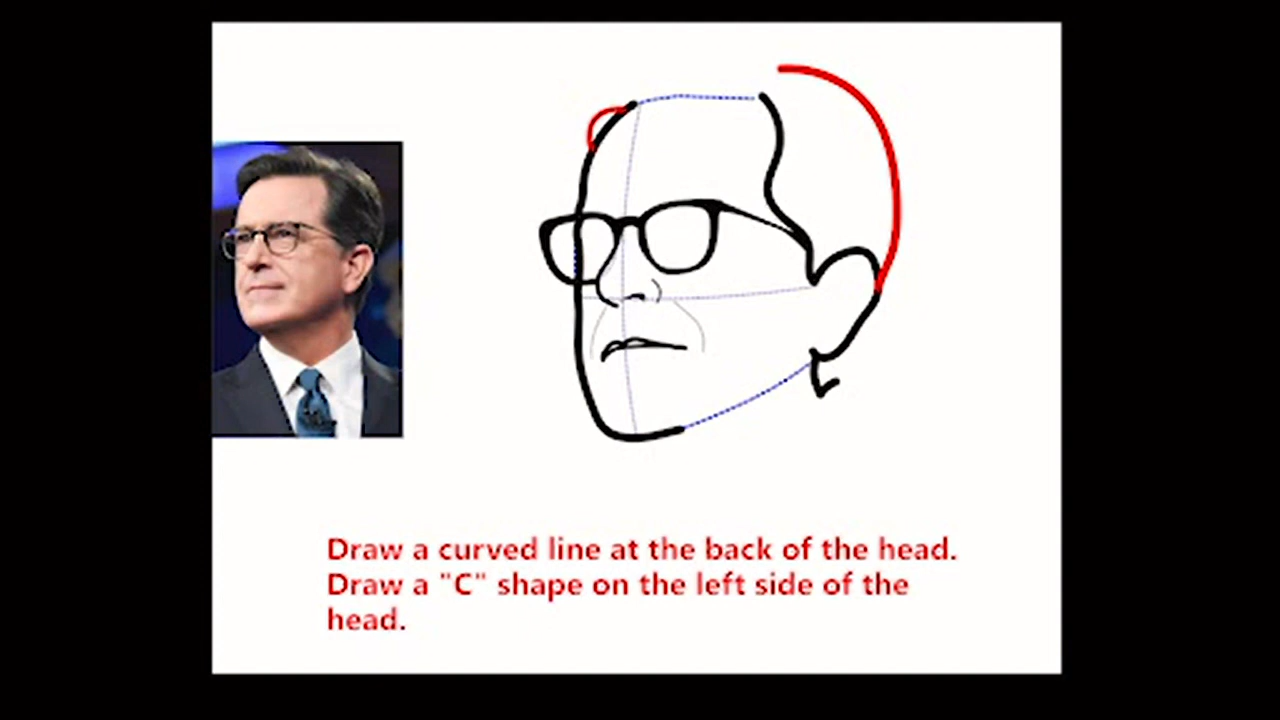 Draw a curved line at the back of the head.
Draw a "C" shape on the left side of the
head.